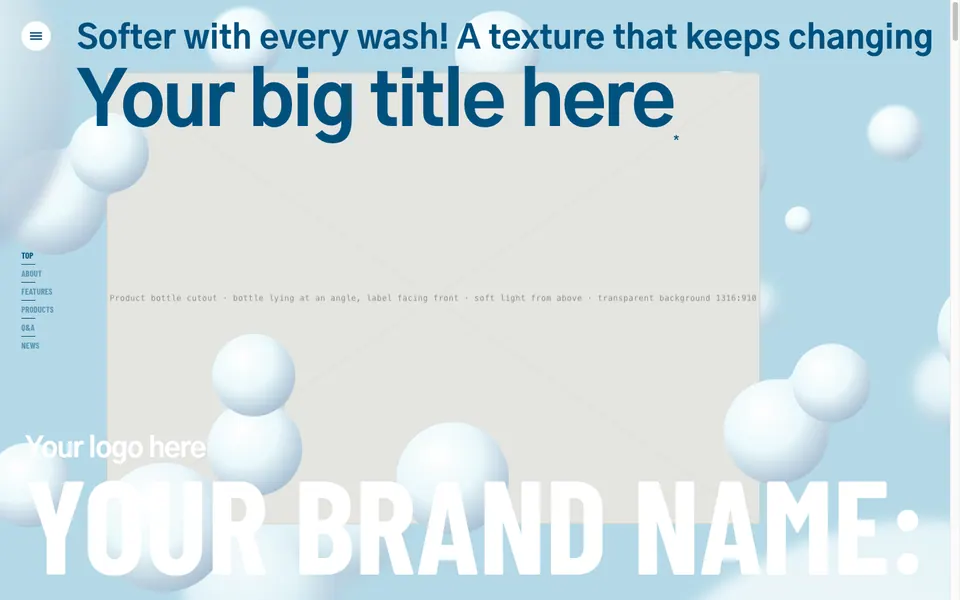 Softer with every wash! A texture that keeps changing
Your big title here
*
TOP
ABOUT
FEATURES
PRODUCTS
Q&A
NEWS
Product bottle cutout · bottle lying at an angle, label facing front · soft light from above · transparent background 1316:910
Your logo here
YOUR BRAND NAME: